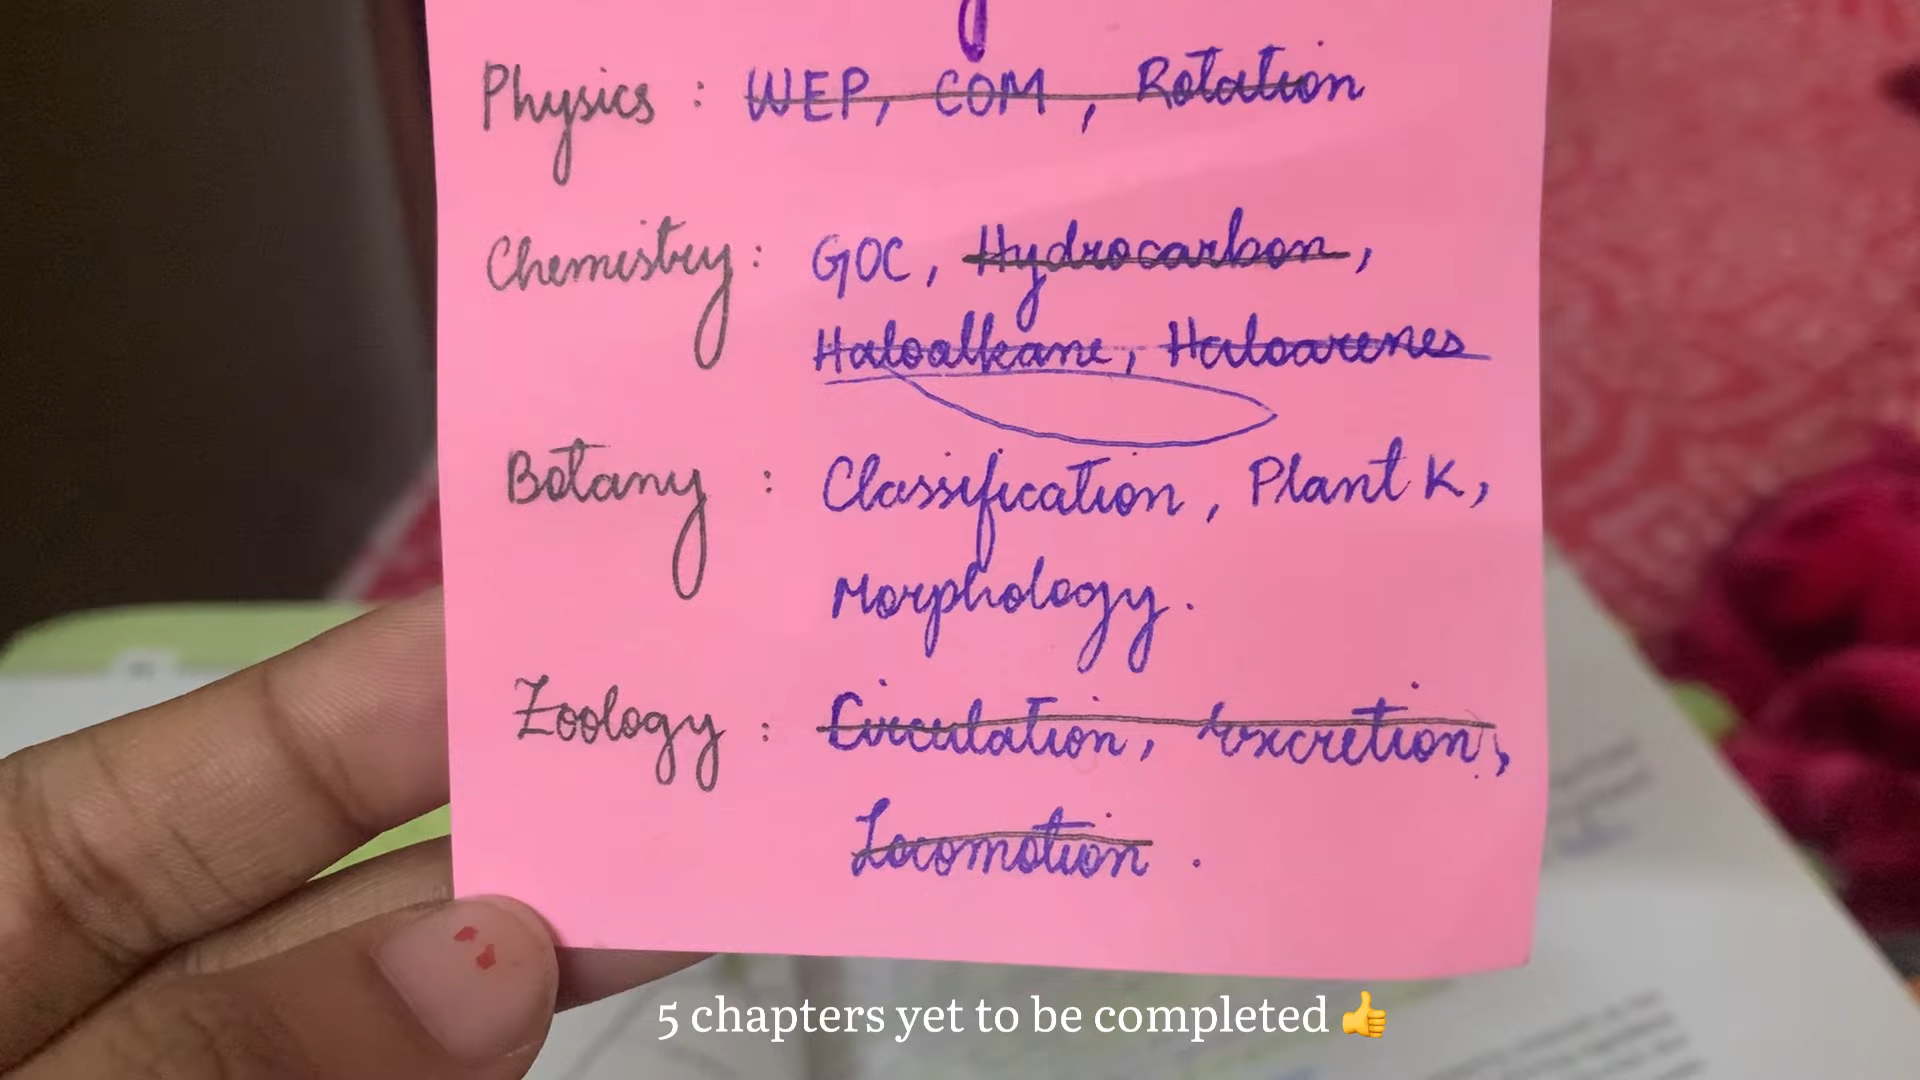 Physics : WEP, COM, Rotation
Chemistry : GOC, Hydrocarbon,
Haloalkane, Haloarenes
Botany : Classification, Plant K,
Morphology.
Zoology : Circulation, Excretion,
Locomotion.
5 chapters yet to be completed 👍